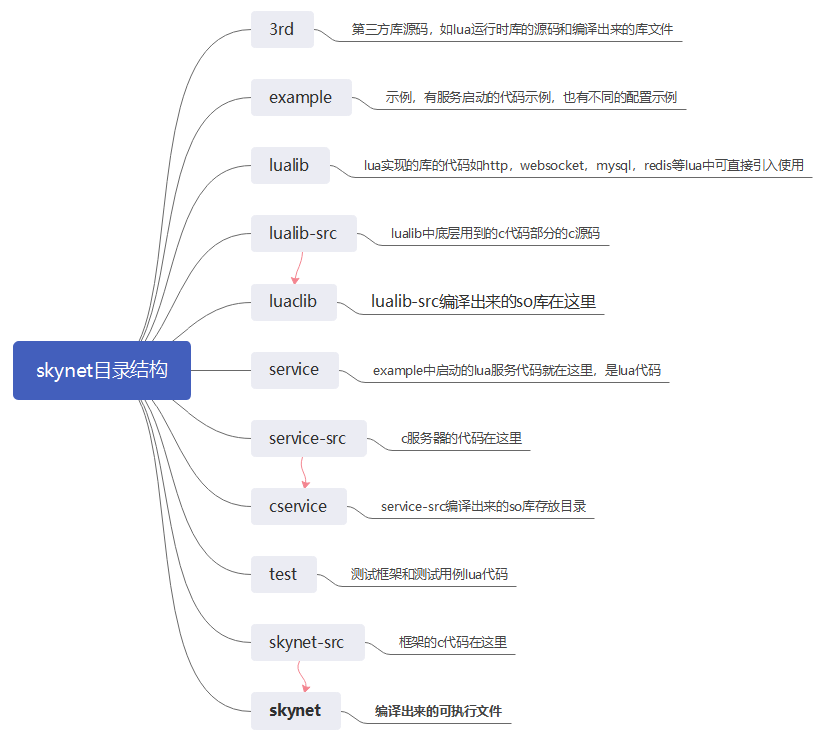 3rd
第三方库源码，如lua运行时库的源码和编译出来的库文件
example
示例，有服务启动的代码示例，也有不同的配置示例
lualib
lua实现的库的代码如http，websocket，mysql，redis等lua中可直接引入使用
lualib-src
lualib中底层用到的c代码部分的c源码
luaclib
lualib-src编译出来的so库在这里
skynet目录结构
service
example中启动的lua服务代码就在这里，是lua代码
service-src
c服务器的代码在这里
cservice
service-src编译出来的so库存放目录
test
测试框架和测试用例lua代码
skynet-src
框架的c代码在这里
skynet
编译出来的可执行文件